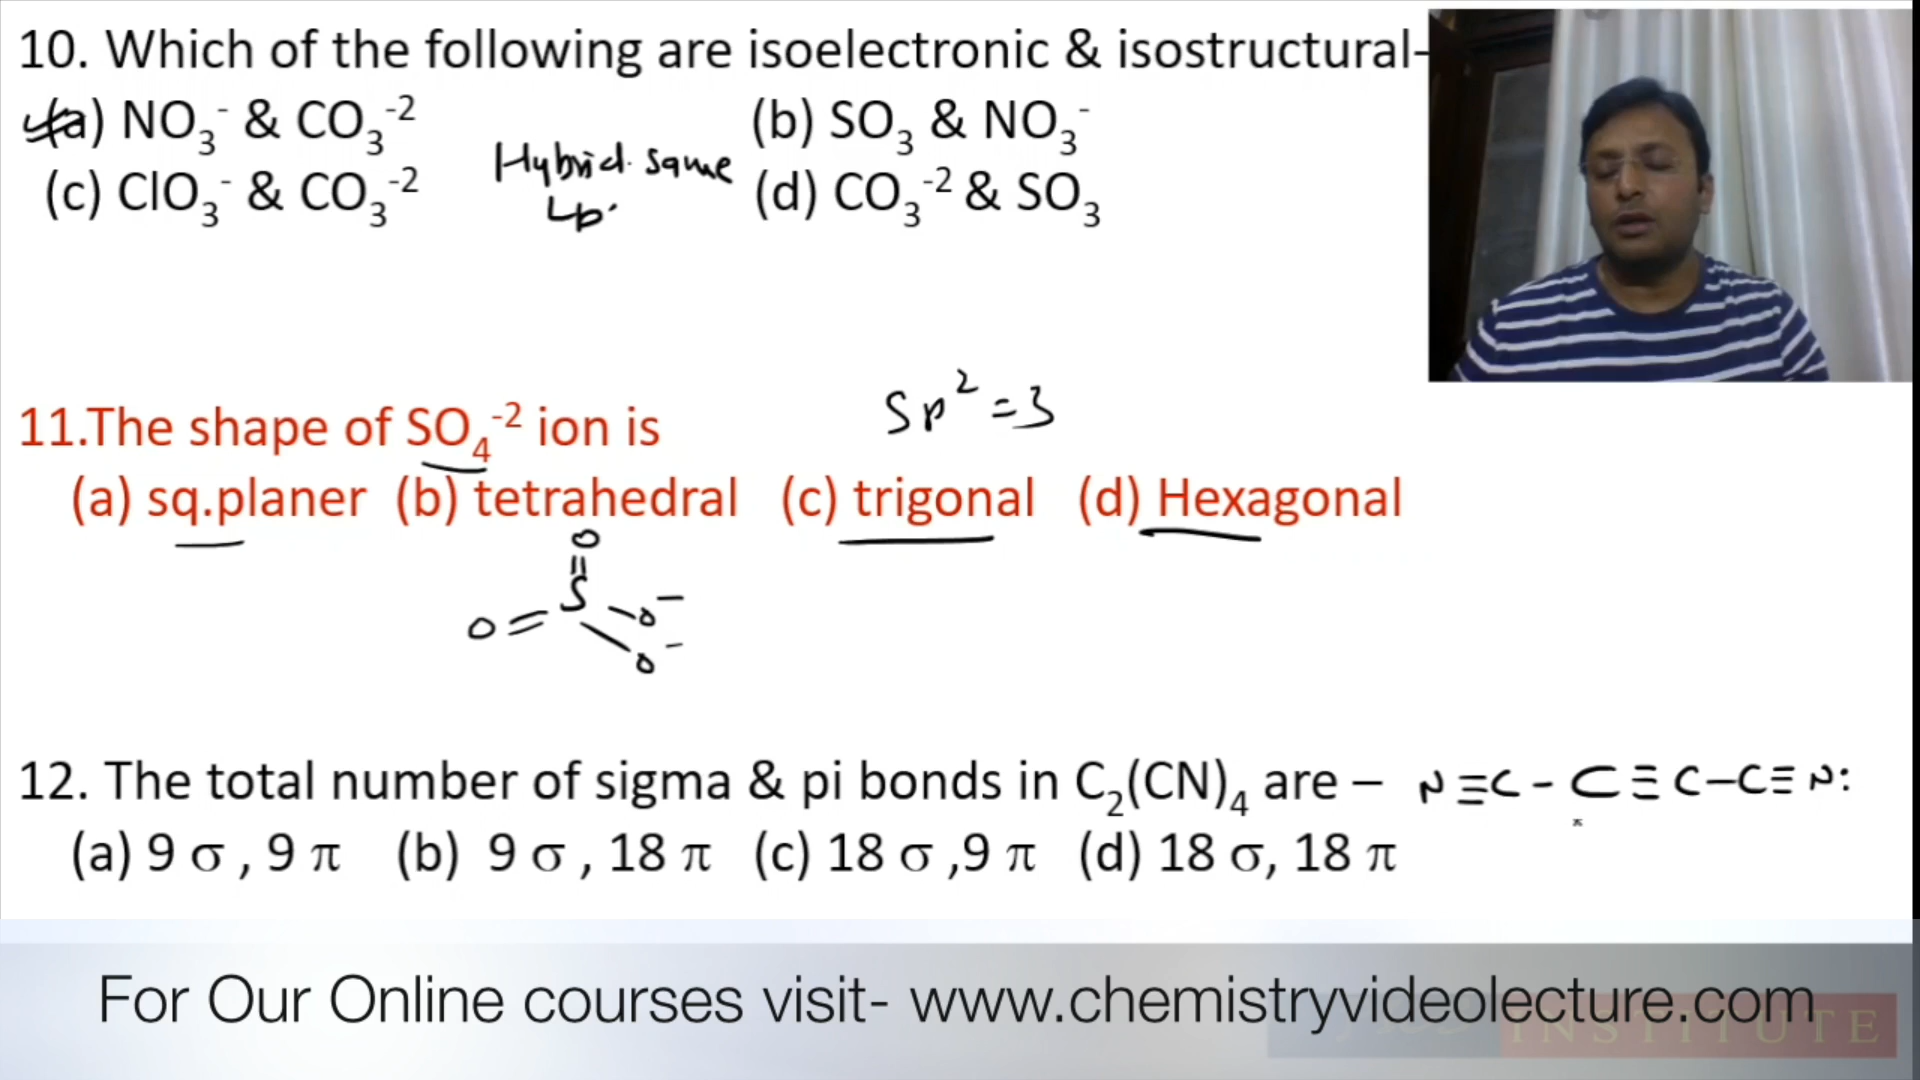 10. Which of the following are isoelectronic & isostructural-
(a) NO₃⁻ & CO₃⁻² (b) SO₃ & NO₃⁻
Hybrid. same
(c) ClO₃⁻ & CO₃⁻² (d) CO₃⁻² & SO₃
Lp.
Sp² = 3
11.The shape of SO₄⁻² ion is
(a) sq.planer (b) tetrahedral (c) trigonal (d) Hexagonal
O
=
S
O = - O⁻
- O⁻
12. The total number of sigma & pi bonds in C₂(CN)₄ are – N≡C-C≡C-C≡N:
(a) 9 σ , 9 π (b) 9 σ , 18 π (c) 18 σ ,9 π (d) 18 σ, 18 π
For Our Online courses visit- www.chemistryvideolecture.com
INSTITUTE